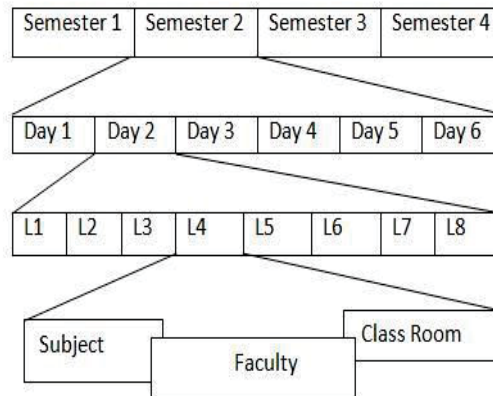 Semester 1 Semester 2 Semester 3 Semester 4
Day 1 Day 2 Day 3 Day 4 Day 5 Day 6
L1 L2 L3 L4 L5 L6 L7 L8
Subject Faculty Class Room